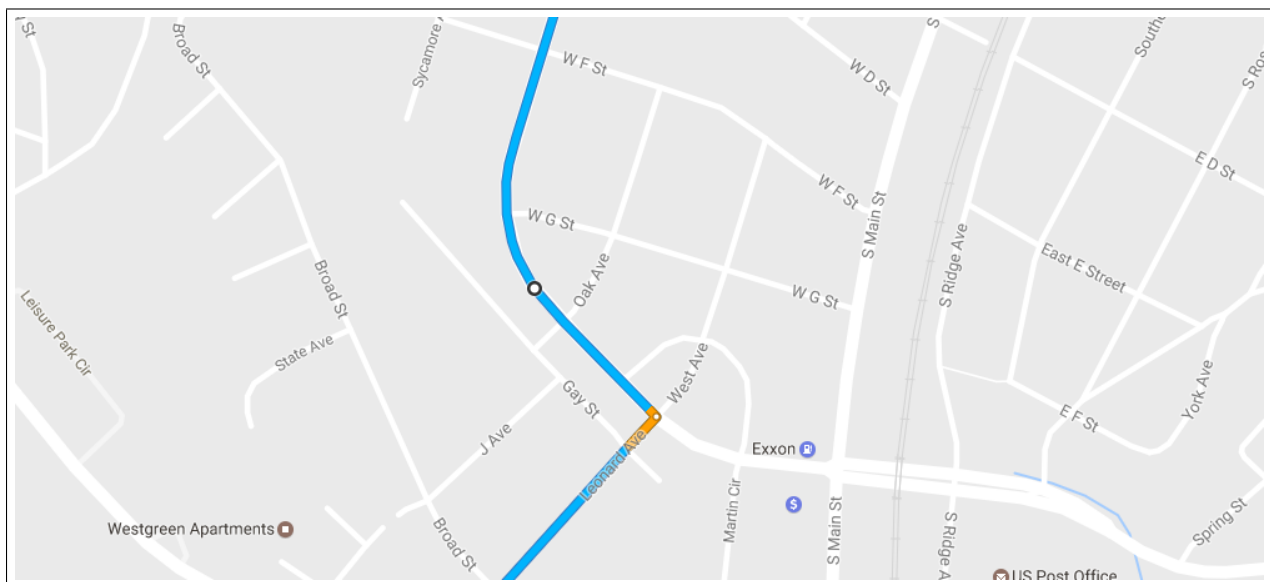 St
Broad St
Sycamore
W F St
W D St
S
South
S Ro
E D St
W F St
S Main St
W G St
S Ridge Ave
East E Street
Broad St
Oak Ave
W G St
Leisure Park Cir
State Ave
West Ave
York Ave
Gay St
E F St
J Ave
Exxon
Leonard Ave
$
Martin Cir
Westgreen Apartments
Broad St
S Main St
S Ridge A
Spring St
US Post Office